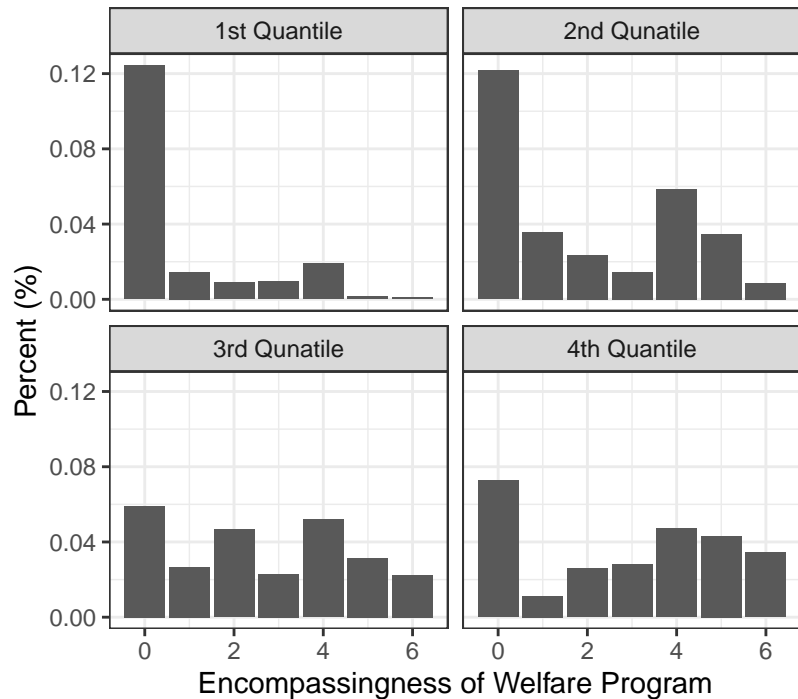 1st Quantile
2nd Qunatile
0.12
0.08
0.04
0.00
3rd Qunatile
4th Quantile
0.12
0.08
0.04
0.00
0 2 4 6
0 2 4 6
Percent (%)
Encompassingness of Welfare Program